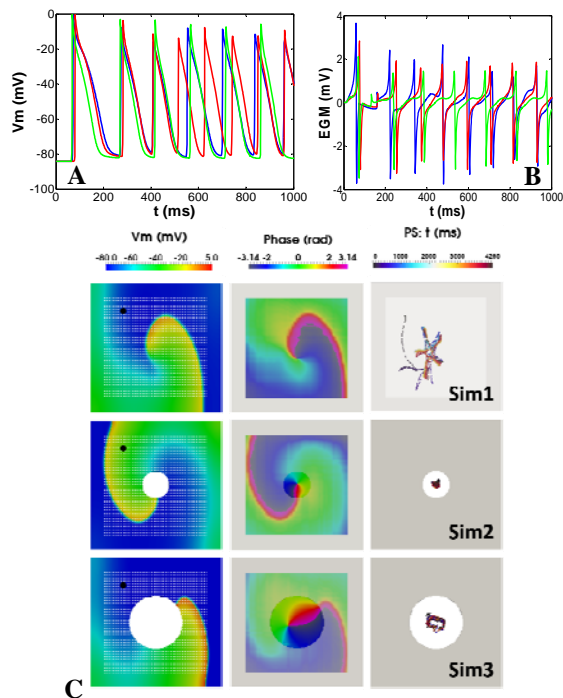 0
-20
-40
-60
-80
-100
Vm (mV)
0 200 400 600 800 1000
t (ms)
A
4
2
0
-2
-4
EGM (mV)
0 200 400 600 800 1000
t (ms)
B
Vm (mV)
-80.0 -60 -40 -20 5.0
Phase (rad)
-3.14 -2 0 2 3.14
PS: t (ms)
0 1000 2000 3000
Sim1
Sim2
Sim3
C